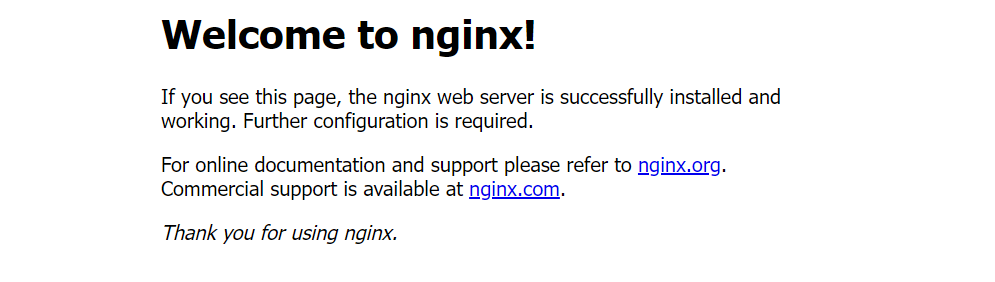 Welcome to nginx!
If you see this page, the nginx web server is successfully installed and
working. Further configuration is required.
For online documentation and support please refer to nginx.org.
Commercial support is available at nginx.com.
Thank you for using nginx.